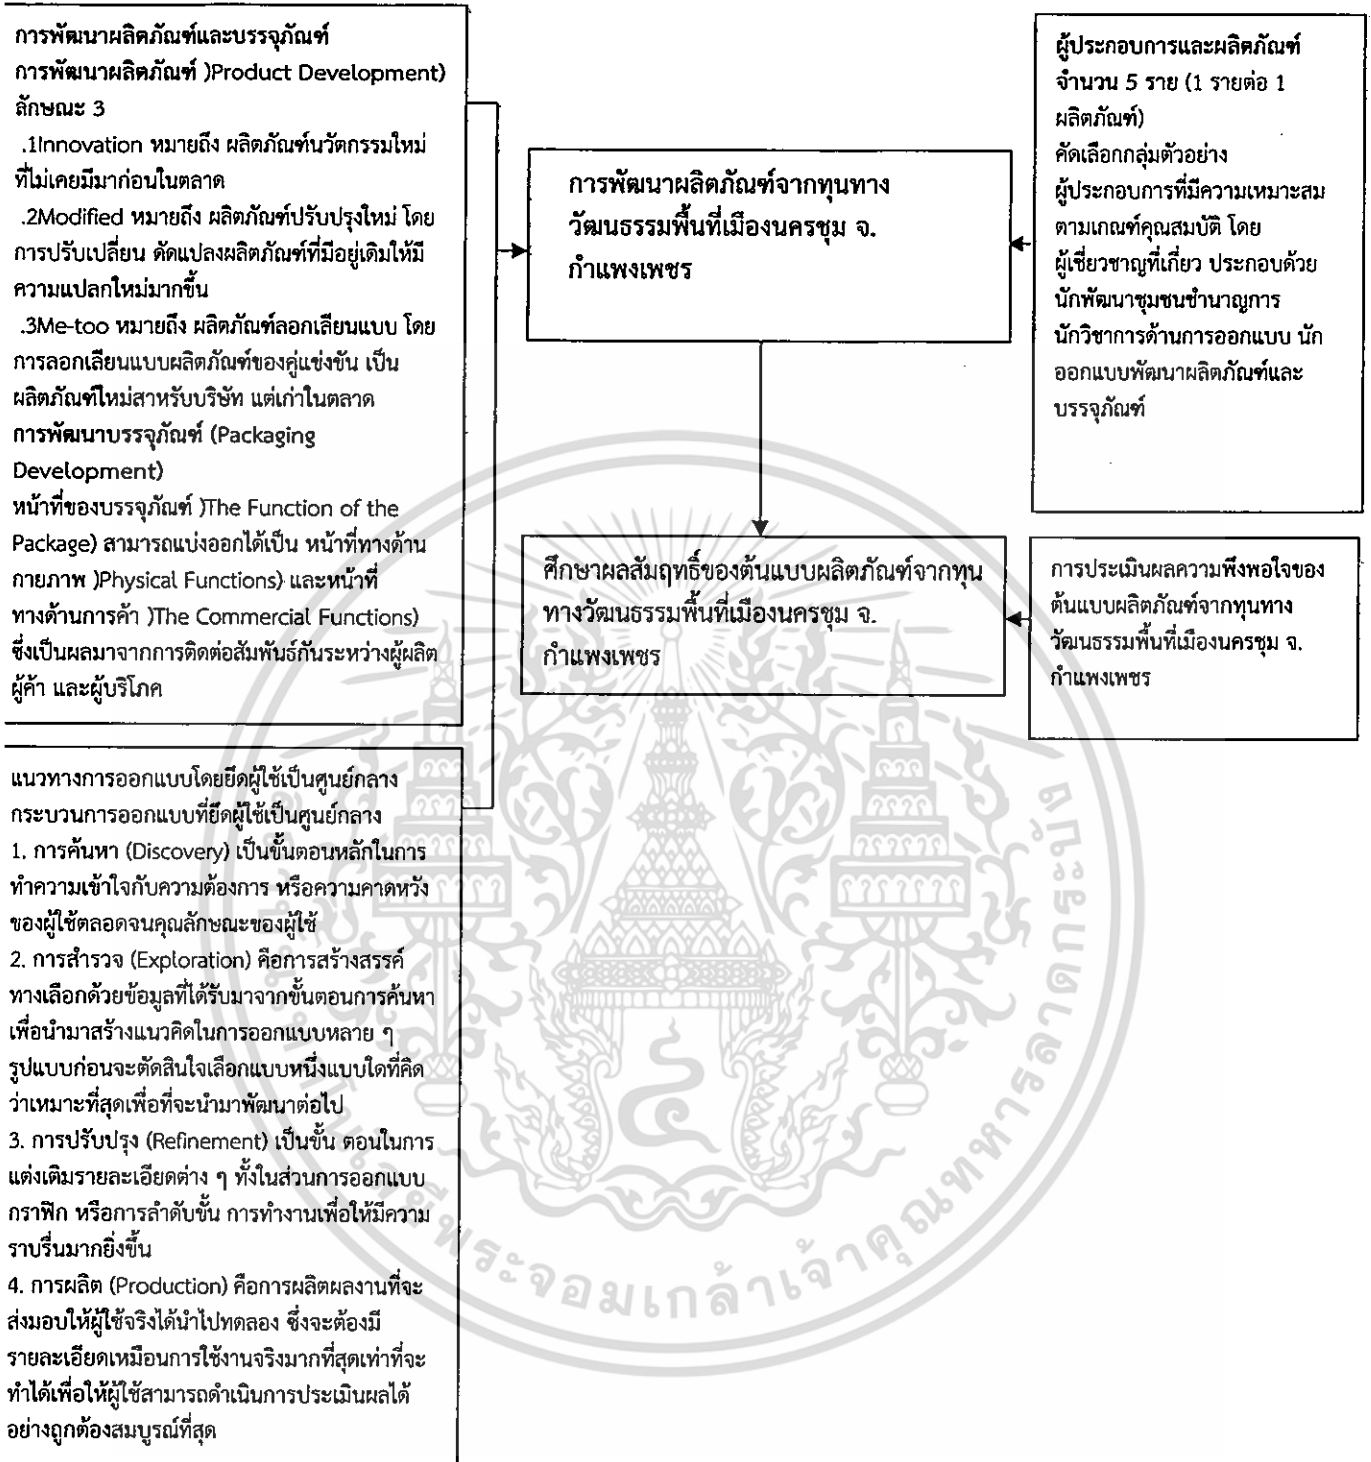 การพัฒนาผลิตภัณฑ์และบรรจุภัณฑ์
การพัฒนาผลิตภัณฑ์ )Product Development)
ลักษณะ 3
.1Innovation หมายถึง ผลิตภัณฑ์นวัตกรรมใหม่
ที่ไม่เคยมีมาก่อนในตลาด
.2Modified หมายถึง ผลิตภัณฑ์ปรับปรุงใหม่ โดย
การปรับเปลี่ยน ดัดแปลงผลิตภัณฑ์ที่มีอยู่เดิมให้มี
ความแปลกใหม่มากขึ้น
.3Me-too หมายถึง ผลิตภัณฑ์ลอกเลียนแบบ โดย
การลอกเลียนแบบผลิตภัณฑ์ของคู่แข่งขัน เป็น
ผลิตภัณฑ์ใหม่สาหรับบริษัท แต่เก่าในตลาด
การพัฒนาบรรจุภัณฑ์ (Packaging
Development)
หน้าที่ของบรรจุภัณฑ์ )The Function of the
Package) สามารถแบ่งออกได้เป็น หน้าที่ทางด้าน
กายภาพ )Physical Functions) และหน้าที่
ทางด้านการค้า )The Commercial Functions)
ซึ่งเป็นผลมาจากการติดต่อสัมพันธ์กันระหว่างผู้ผลิต
ผู้ค้า และผู้บริโภค
แนวทางการออกแบบโดยยึดผู้ใช้เป็นศูนย์กลาง
กระบวนการออกแบบที่ยึดผู้ใช้เป็นศูนย์กลาง
1. การค้นหา (Discovery) เป็นขั้นตอนหลักในการ
ทำความเข้าใจกับความต้องการ หรือความคาดหวัง
ของผู้ใช้ตลอดจนคุณลักษณะของผู้ใช้
2. การสำรวจ (Exploration) คือการสร้างสรรค์
ทางเลือกด้วยข้อมูลที่ได้รับมาจากขั้นตอนการค้นหา
เพื่อนำมาสร้างแนวคิดในการออกแบบหลาย ๆ
รูปแบบก่อนจะตัดสินใจเลือกแบบหนึ่งแบบใดที่คิด
ว่าเหมาะที่สุดเพื่อที่จะนำมาพัฒนาต่อไป
3. การปรับปรุง (Refinement) เป็นขั้น ตอนในการ
แต่งเติมรายละเอียดต่าง ๆ ทั้งในส่วนการออกแบบ
กราฟิก หรือการลำดับขั้น การทำงานเพื่อให้มีความ
ราบรื่นมากยิ่งขึ้น
4. การผลิต (Production) คือการผลิตผลงานที่จะ
ส่งมอบให้ผู้ใช้จริงได้นำไปทดลอง ซึ่งจะต้องมี
รายละเอียดเหมือนการใช้งานจริงมากที่สุดเท่าที่จะ
ทำได้เพื่อให้ผู้ใช้สามารถดำเนินการประเมินผลได้
อย่างถูกต้องสมบูรณ์ที่สุด
การพัฒนาผลิตภัณฑ์จากทุนทาง
วัฒนธรรมพื้นที่เมืองนครชุม จ.
กำแพงเพชร
ศึกษาผลสัมฤทธิ์ของต้นแบบผลิตภัณฑ์จากทุน
ทางวัฒนธรรมพื้นที่เมืองนครชุม จ.
กำแพงเพชร
ผู้ประกอบการและผลิตภัณฑ์
จำนวน 5 ราย (1 รายต่อ 1
ผลิตภัณฑ์)
คัดเลือกกลุ่มตัวอย่าง
ผู้ประกอบการที่มีความเหมาะสม
ตามเกณฑ์คุณสมบัติ โดย
ผู้เชี่ยวชาญที่เกี่ยว ประกอบด้วย
นักพัฒนาชุมชนชำนาญการ
นักวิชาการด้านการออกแบบ นัก
ออกแบบพัฒนาผลิตภัณฑ์และ
บรรจุภัณฑ์
การประเมินผลความพึงพอใจของ
ต้นแบบผลิตภัณฑ์จากทุนทาง
วัฒนธรรมพื้นที่เมืองนครชุม จ.
กำแพงเพชร
สถาบันเทคโนโลยีพระจอมเกล้าเจ้าคุณทหารลาดกระบัง